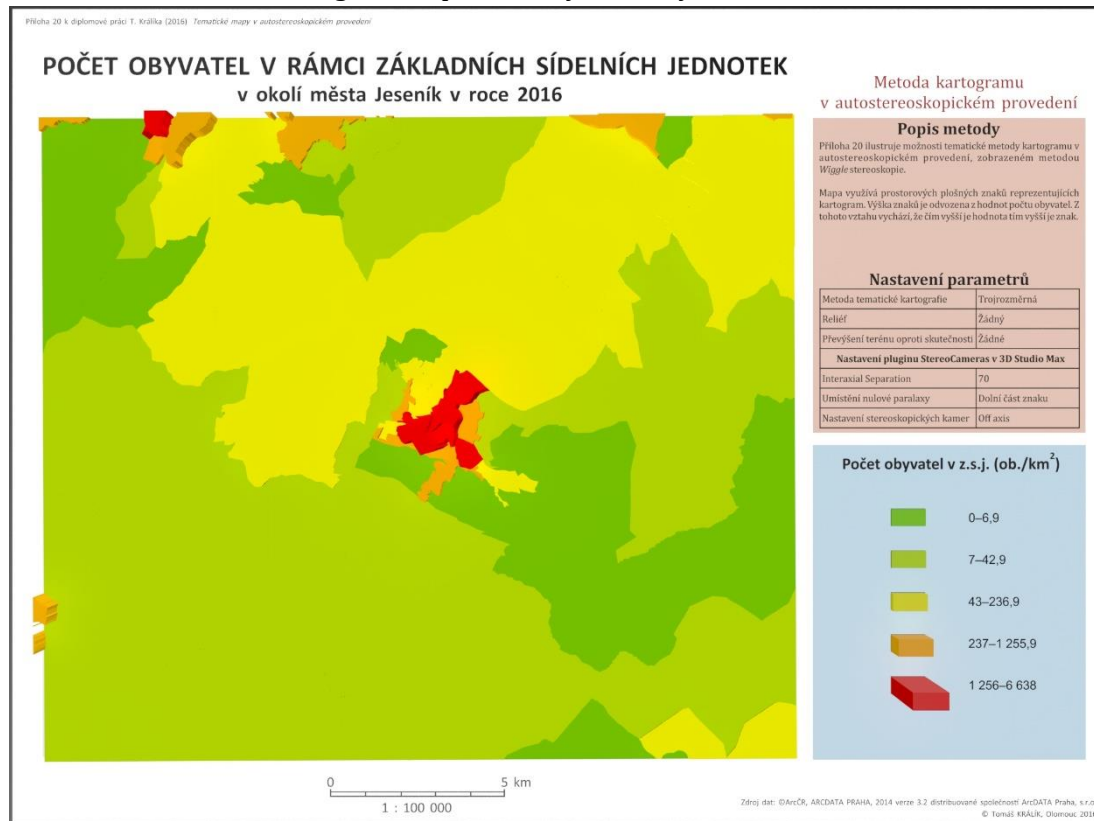 Příloha 20 k diplomové práci T. Králíka (2016) Tematické mapy v autostereoskopickém provedení
POČET OBYVATEL V RÁMCI ZÁKLADNÍCH SÍDELNÍCH JEDNOTEK
v okolí města Jeseník v roce 2016
Metoda kartogramu
v autostereoskopickém provedení
Popis metody
Příloha 20 ilustruje možnosti tematické metody kartogramu v
autostereoskopickém provedení, zobrazeném metodou
Wiggle stereoskopie.
Mapa využívá prostorových plošných znaků reprezentujících
kartogram. Výška znaků je odvozena z hodnot počtu obyvatel. Z
tohoto vztahu vychází, že čím vyšší je hodnota tím vyšší je znak.
Nastavení parametrů
Metoda tematické kartografie Trojrozměrná
Reliéf Žádný
Převýšení terénu oproti skutečnosti Žádné
Nastavení pluginu StereoCameras v 3D Studio Max
Interaxial Separation 70
Umístění nulové paralaxy Dolní část znaku
Nastavení stereoskopických kamer Off axis
Počet obyvatel v z.s.j. (ob./km²)
0–6,9
7–42,9
43–236,9
237–1 255,9
1 256–6 638
0 5 km
1 : 100 000
Zdroj dat: ©ArcČR, ARCDATA PRAHA, 2014 verze 3.2 distribuované společností ArcDATA Praha, s.r.o
© Tomáš KRÁLÍK, Olomouc 2016